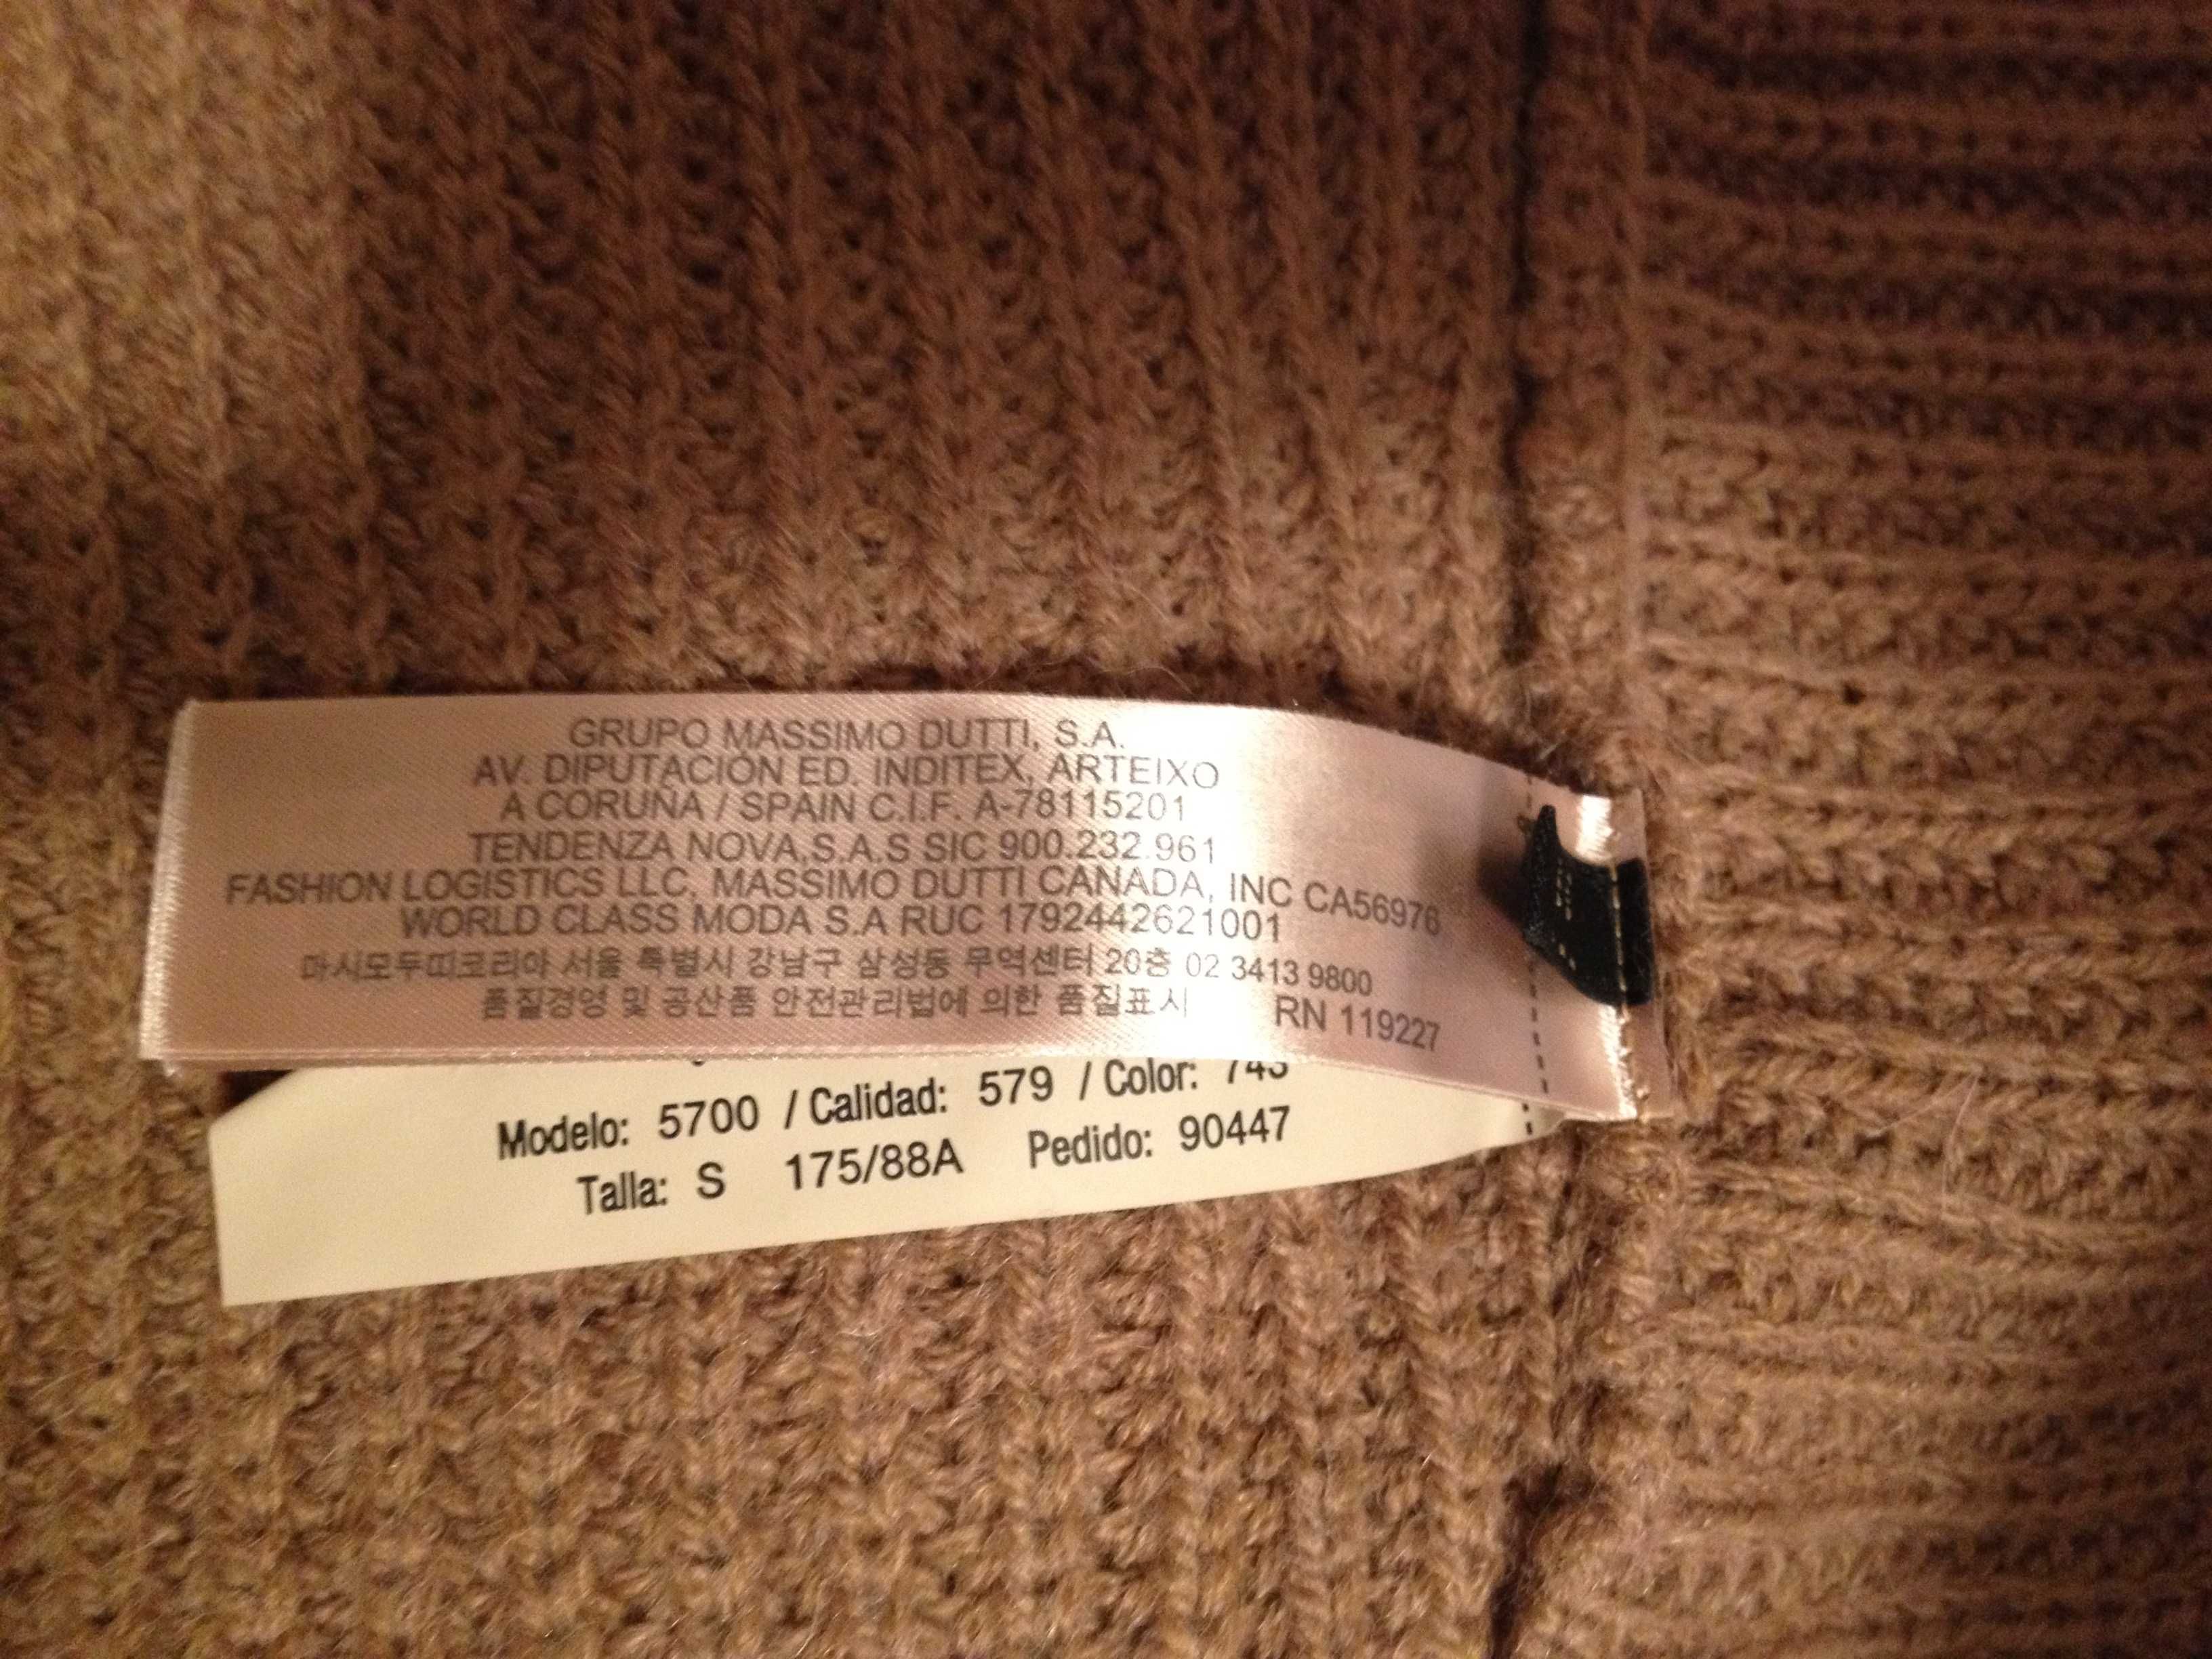 GRUPO MASSIMO DUTTI, S.A.
AV. DIPUTACIÓN ED. INDITEX, ARTEIXO
A CORUÑA / SPAIN C.I.F. A-78115201
TENDENZA NOVA.S.A.S SIC 900.232.961
FASHION LOGISTICS LLC, MASSIMO DUTTI CANADA, INC CA56976
WORLD CLASS MODA S.A RUC 1792442621001
마시모두띠코리아 서울 특별시 강남구 삼성동 무역센터 20층 02 3413 9800
품질경영 및 공산품 안전관리법에 의한 품질표시 RN 119227
Modelo: 5700 / Calidad: 579 / Color: 743
Talla: S 175/88A Pedido: 90447